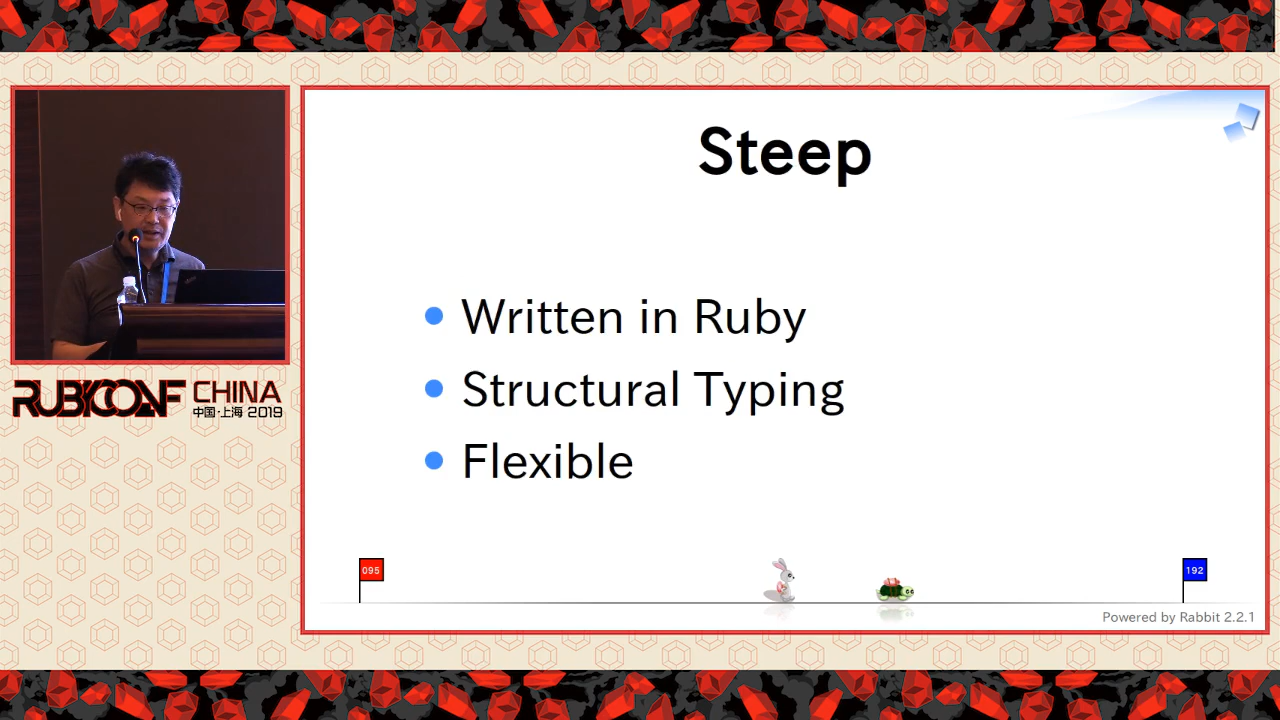 Steep
Written in Ruby
Structural Typing
Flexible
RUBYCONF CHINA
中国·上海 2019
095
192
Powered by Rabbit 2.2.1